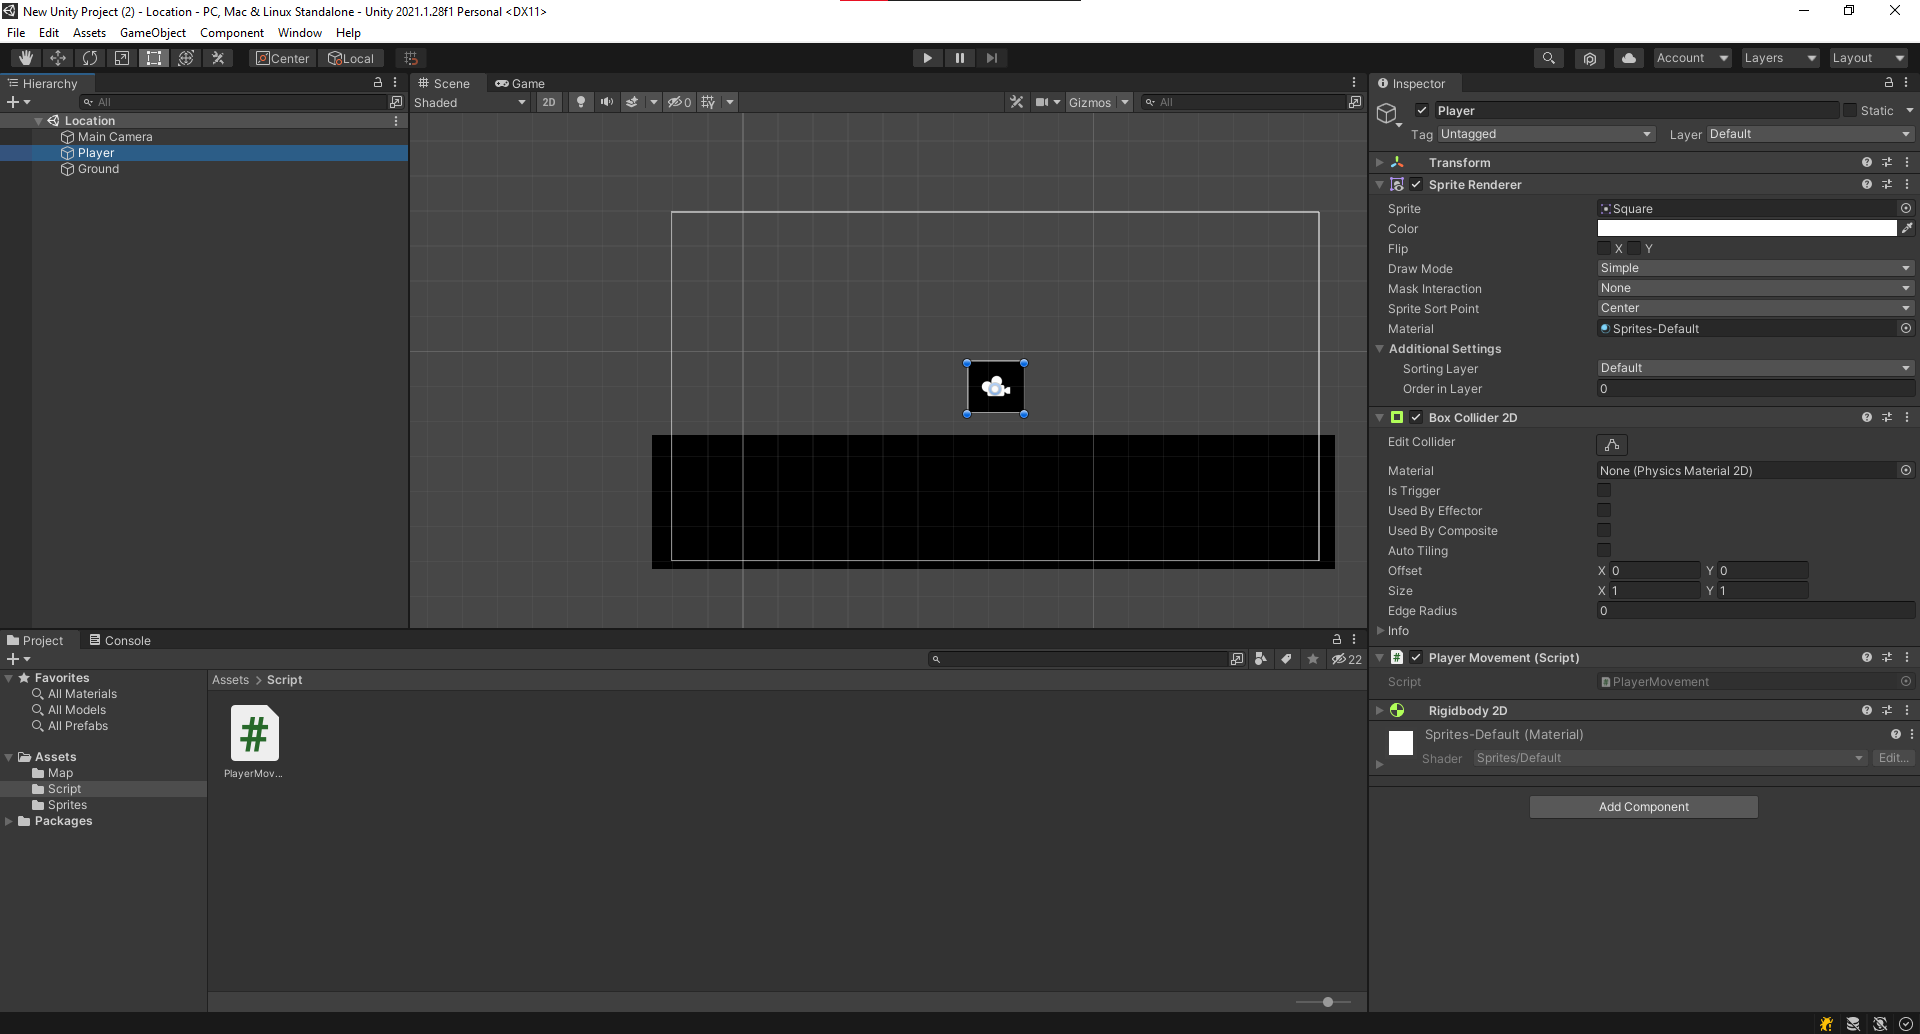 New Unity Project (2) - Location - PC, Mac & Linux Standalone - Unity 2021.1.28f1 Personal <DX11>
File Edit Assets GameObject Component Window Help
Center Local Account Layers Layout
Hierarchy
All
Location
Main Camera
Player
Ground
Scene Game
Shaded 2D 0 Gizmos All
Inspector
Player Static
Tag Untagged Layer Default
Transform
Sprite Renderer
Sprite Square
Color
Flip X Y
Draw Mode Simple
Mask Interaction None
Sprite Sort Point Center
Material Sprites-Default
Additional Settings
Sorting Layer Default
Order in Layer 0
Box Collider 2D
Edit Collider
Material None (Physics Material 2D)
Is Trigger
Used By Effector
Used By Composite
Auto Tiling
Offset X 0 Y 0
Size X 1 Y 1
Edge Radius 0
Info
Player Movement (Script)
Script PlayerMovement
Rigidbody 2D
Sprites-Default (Material)
Shader Sprites/Default Edit...
Add Component
Project Console
22
Favorites
All Materials
All Models
All Prefabs
Assets
Map
Script
Sprites
Packages
Assets > Script
#
PlayerMov...